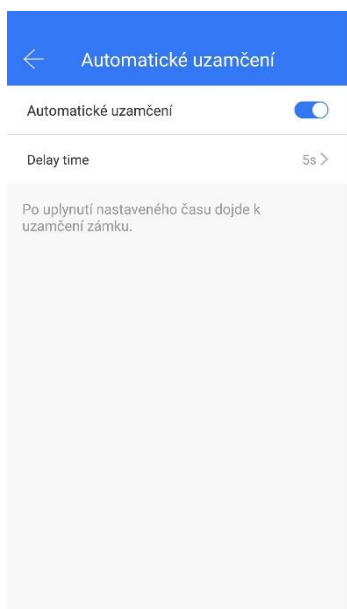 Automatické uzamčení
Automatické uzamčení
Delay time 5s
Po uplynutí nastaveného času dojde k
uzamčení zámku.